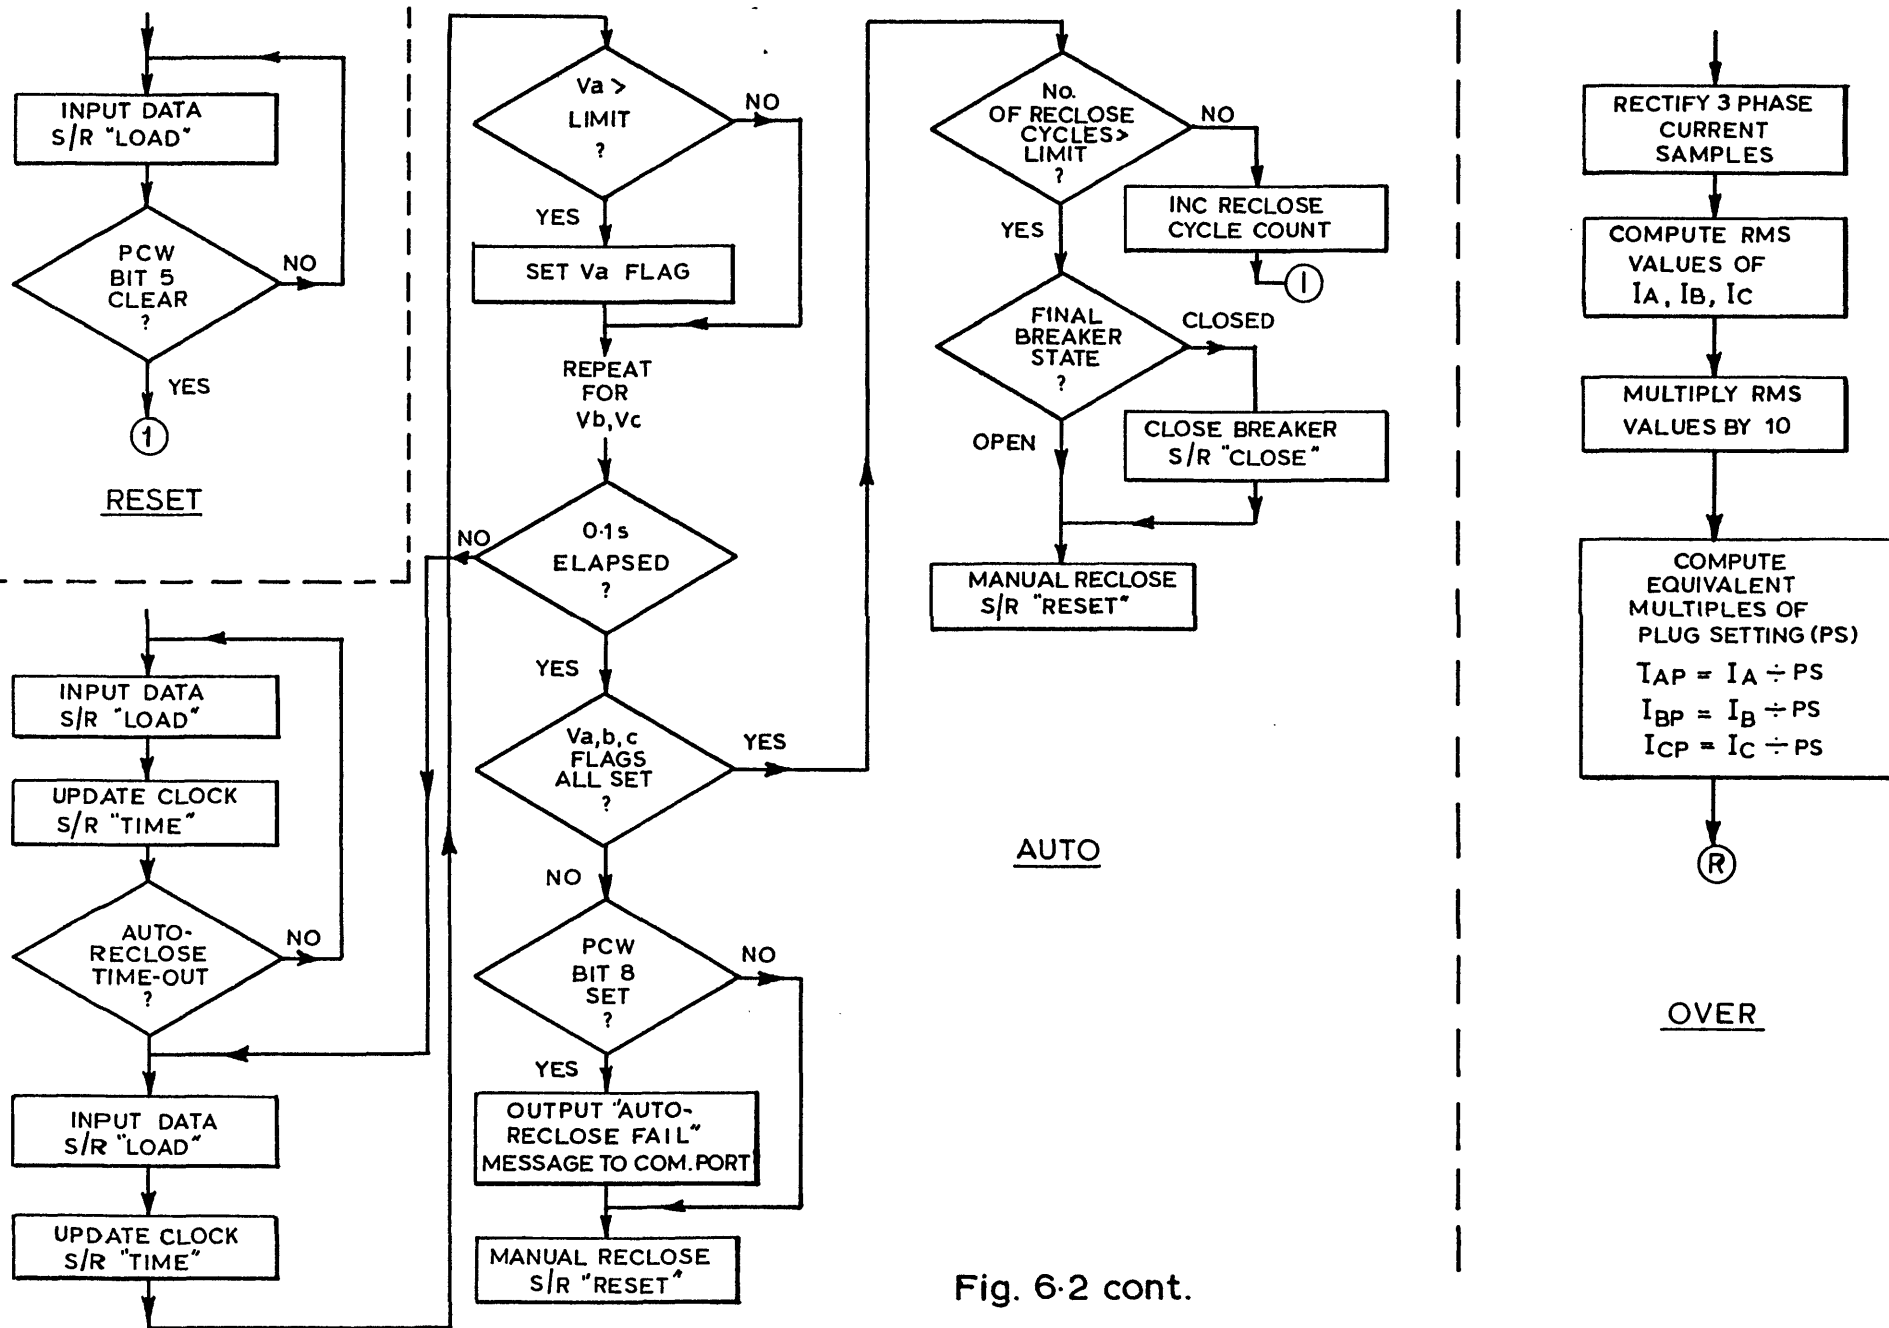 INPUT DATA
S/R "LOAD"
PCW
BIT 5
CLEAR
?
NO
YES
1
RESET
INPUT DATA
S/R "LOAD"
UPDATE CLOCK
S/R "TIME"
AUTO-
RECLOSE
TIME-OUT
?
NO
INPUT DATA
S/R "LOAD"
UPDATE CLOCK
S/R "TIME"
Va >
LIMIT
?
NO
YES
SET Va FLAG
REPEAT
FOR
Vb,Vc
0·1s
ELAPSED
?
NO
YES
Va,b,c
FLAGS
ALL SET
?
YES
NO
PCW
BIT 8
SET
?
NO
YES
OUTPUT "AUTO-
RECLOSE FAIL"
MESSAGE TO COM.PORT
MANUAL RECLOSE
S/R "RESET"
No.
OF RECLOSE
CYCLES>
LIMIT
?
NO
YES
INC RECLOSE
CYCLE COUNT
1
FINAL
BREAKER
STATE
?
CLOSED
OPEN
CLOSE BREAKER
S/R "CLOSE"
MANUAL RECLOSE
S/R "RESET"
AUTO
RECTIFY 3 PHASE
CURRENT
SAMPLES
COMPUTE RMS
VALUES OF
IA, IB, IC
MULTIPLY RMS
VALUES BY 10
COMPUTE
EQUIVALENT
MULTIPLES OF
PLUG SETTING (PS)
IAP = IA ÷ PS
IBP = IB ÷ PS
ICP = IC ÷ PS
R
OVER
Fig. 6·2 cont.